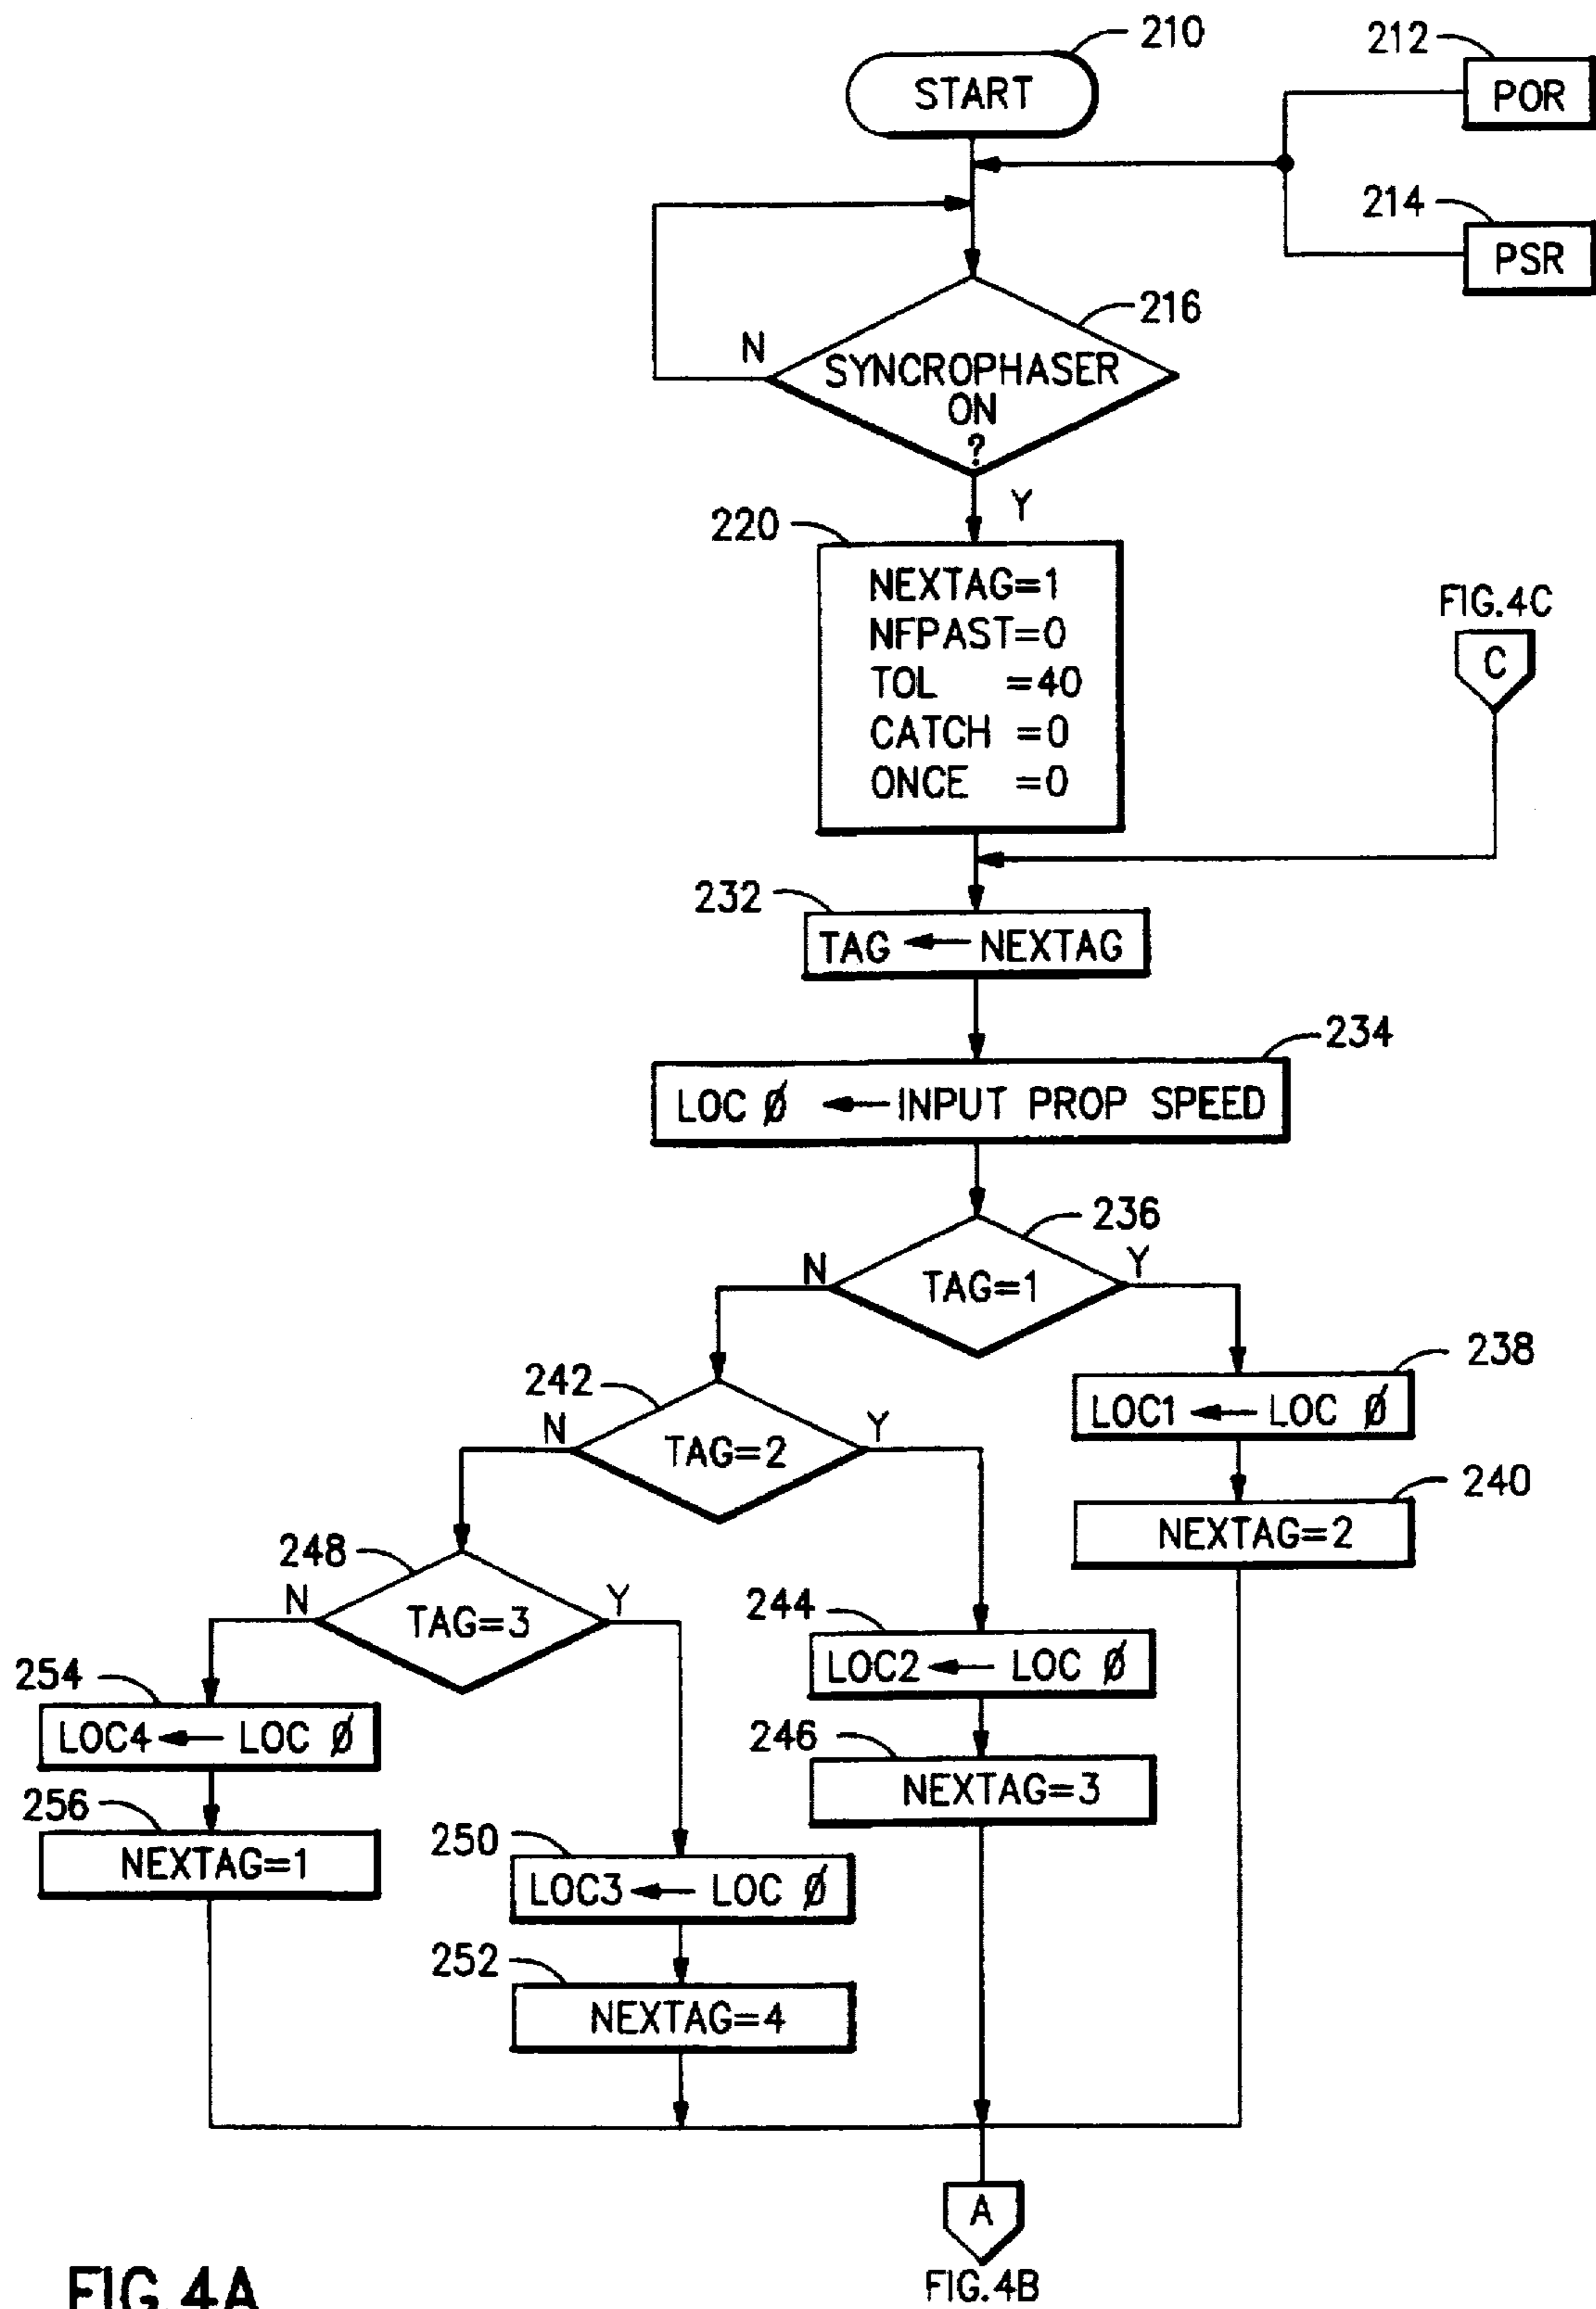 210
START
212
POR
214
PSR
216
N
SYNCROPHASER
ON
?
Y
220
NEXTAG=1
NFPAST=0
TOL =40
CATCH =0
ONCE =0
FIG.4C
C
232
TAG ← NEXTAG
234
LOC Ø ← INPUT PROP SPEED
236
N
TAG=1
Y
238
LOC1 ← LOC Ø
240
NEXTAG=2
242
N
TAG=2
Y
244
LOC2 ← LOC Ø
246
NEXTAG=3
248
N
TAG=3
Y
250
LOC3 ← LOC Ø
252
NEXTAG=4
254
LOC4 ← LOC Ø
256
NEXTAG=1
A
FIG.4B
FIG.4A